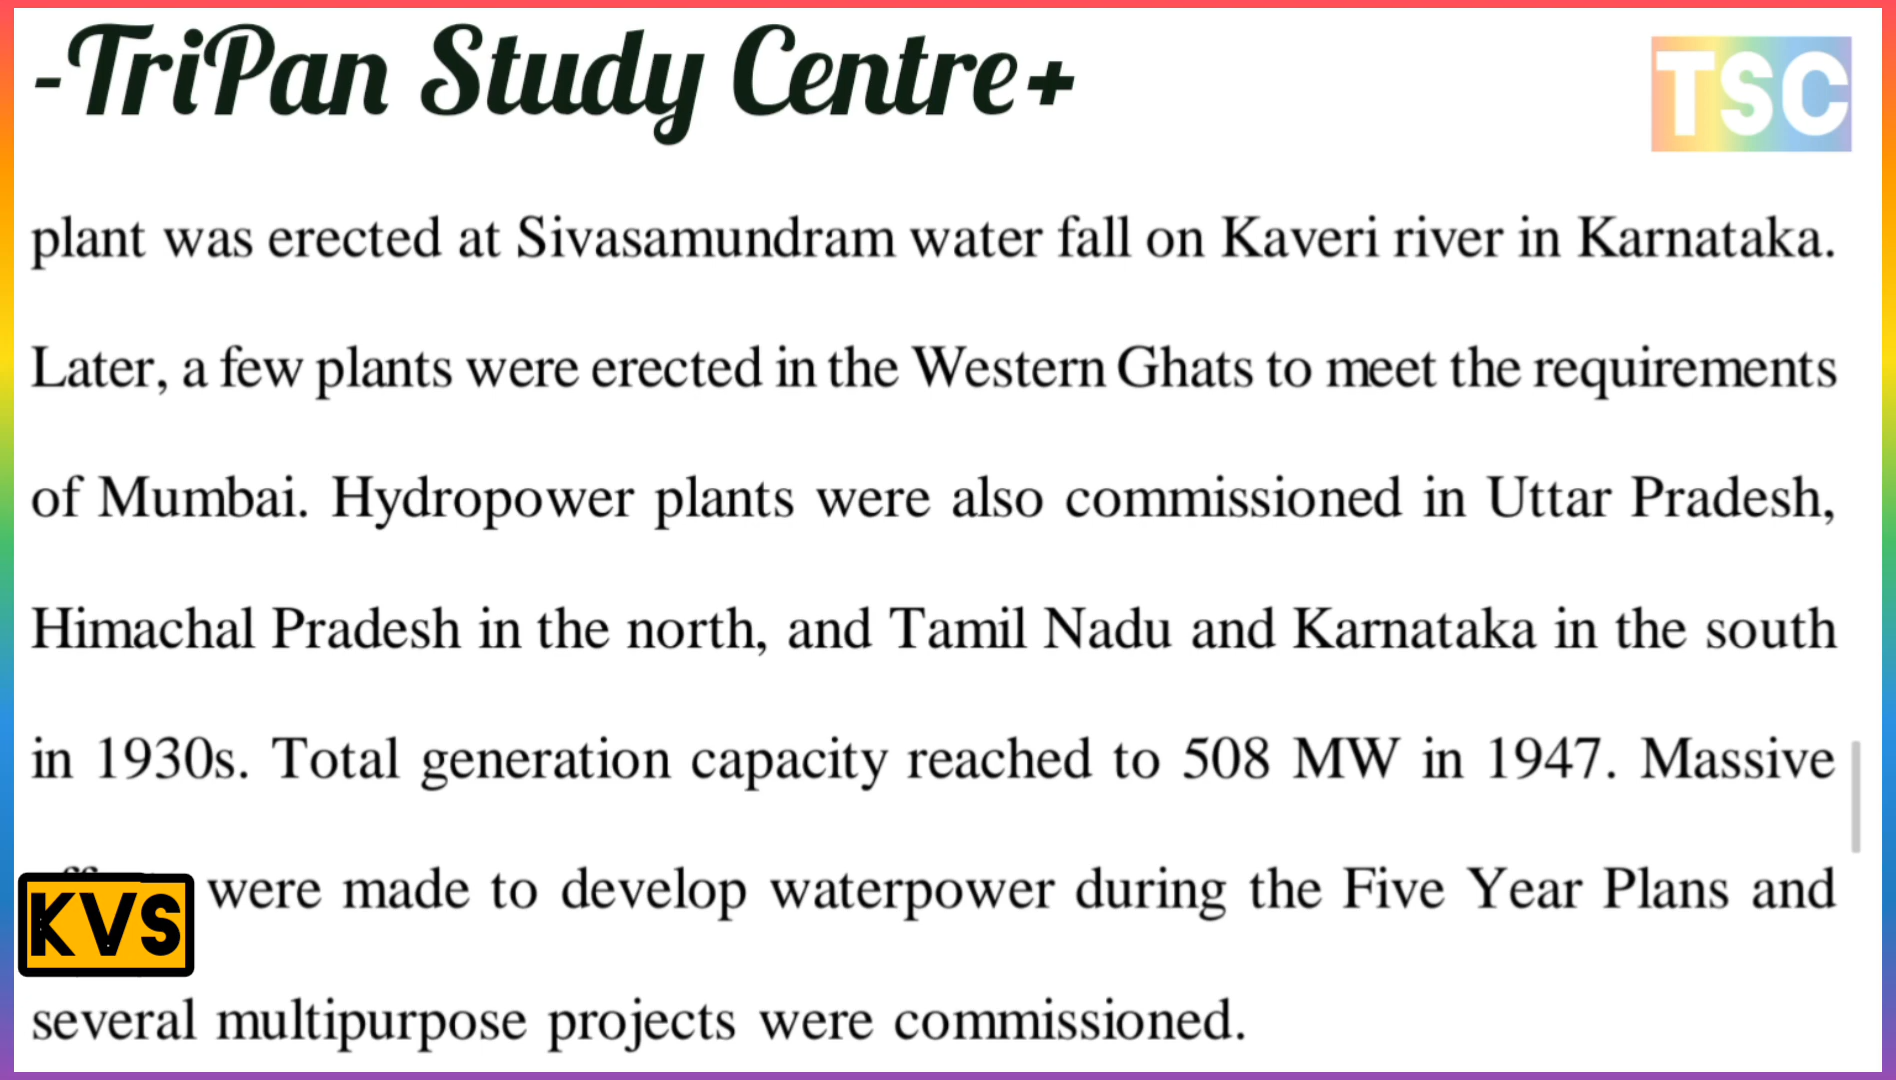 -TriPan Study Centre+
TSC
plant was erected at Sivasamundram water fall on Kaveri river in Karnataka.
Later, a few plants were erected in the Western Ghats to meet the requirements
of Mumbai. Hydropower plants were also commissioned in Uttar Pradesh,
Himachal Pradesh in the north, and Tamil Nadu and Karnataka in the south
in 1930s. Total generation capacity reached to 508 MW in 1947. Massive
were made to develop waterpower during the Five Year Plans and
KVS
several multipurpose projects were commissioned.